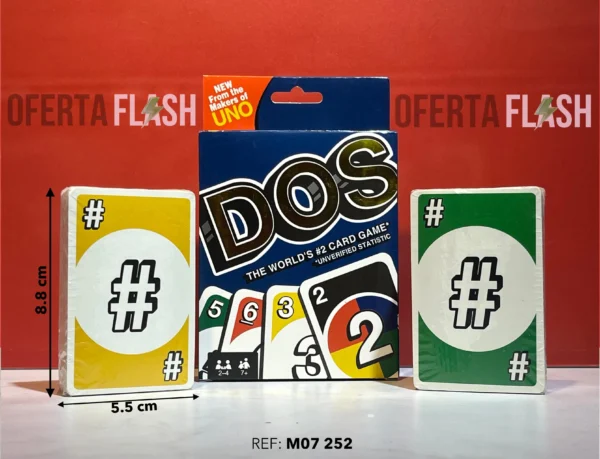 NEW
From the
Makers of
UNO
OFERTA FLASH
OFERTA FLASH
DOS
THE WORLD'S #2 CARD GAME*
*UNVERIFIED STATISTIC
#
#
#
8.8 cm
5.5 cm
5
6
3
3
2
2
2-4
7+
#
#
#
REF: M07 252